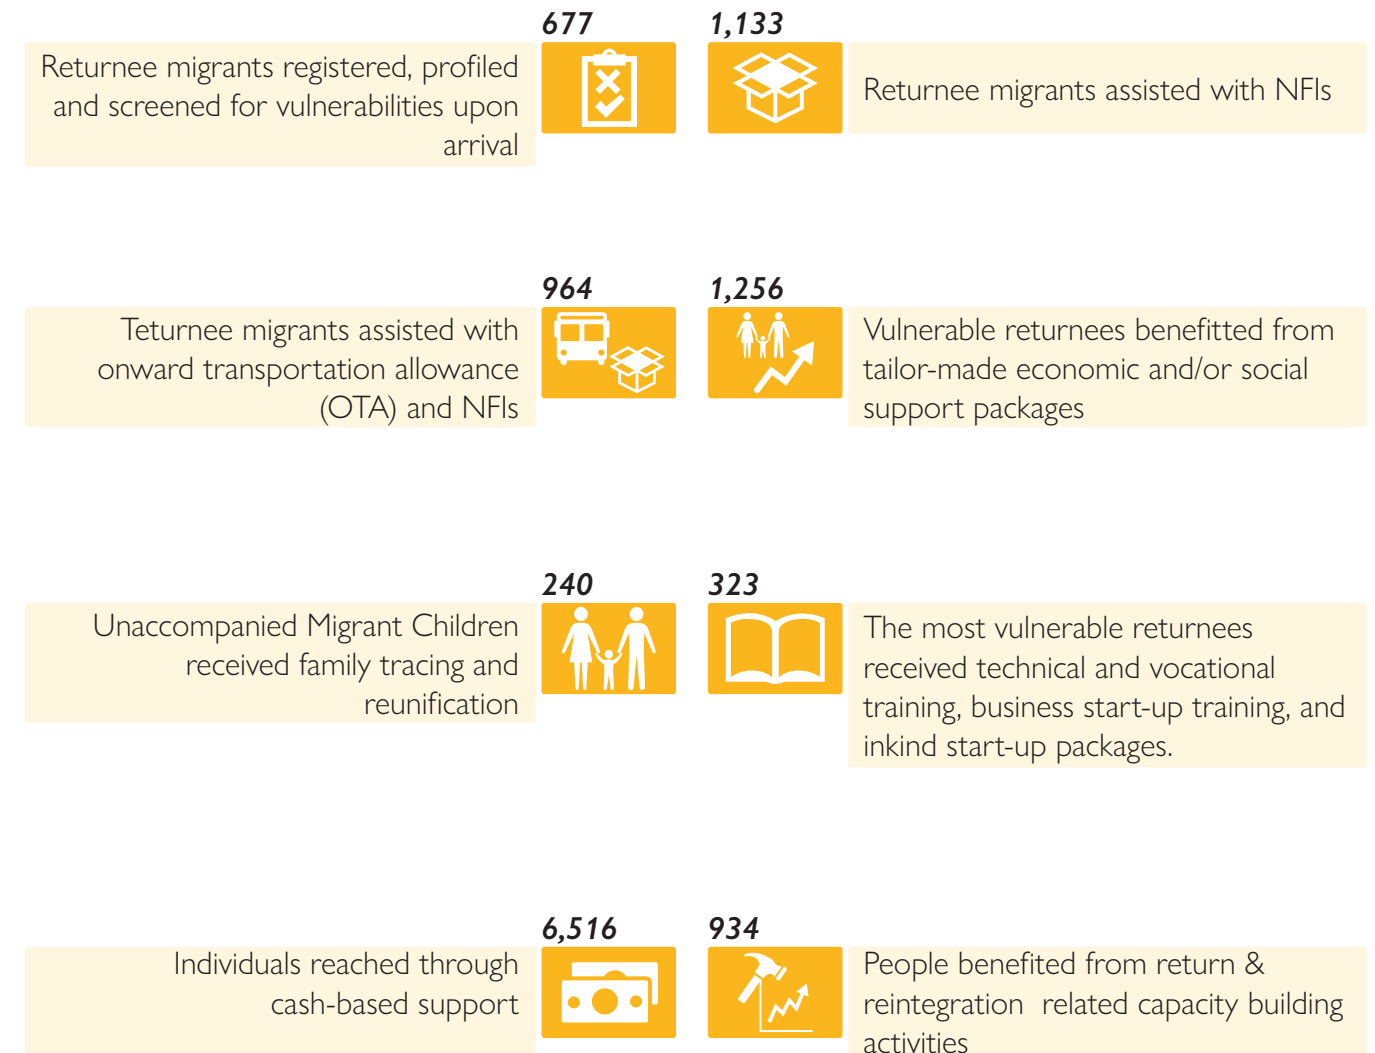 677
Returnee migrants registered, profiled
and screened for vulnerabilities upon
arrival
1,133
Returnee migrants assisted with NFIs
964
Teturnee migrants assisted with
onward transportation allowance
(OTA) and NFIs
1,256
Vulnerable returnees benefitted from
tailor-made economic and/or social
support packages
240
Unaccompanied Migrant Children
received family tracing and
reunification
323
The most vulnerable returnees
received technical and vocational
training, business start-up training, and
inkind start-up packages.
6,516
Individuals reached through
cash-based support
934
People benefited from return &
reintegration related capacity building
activities